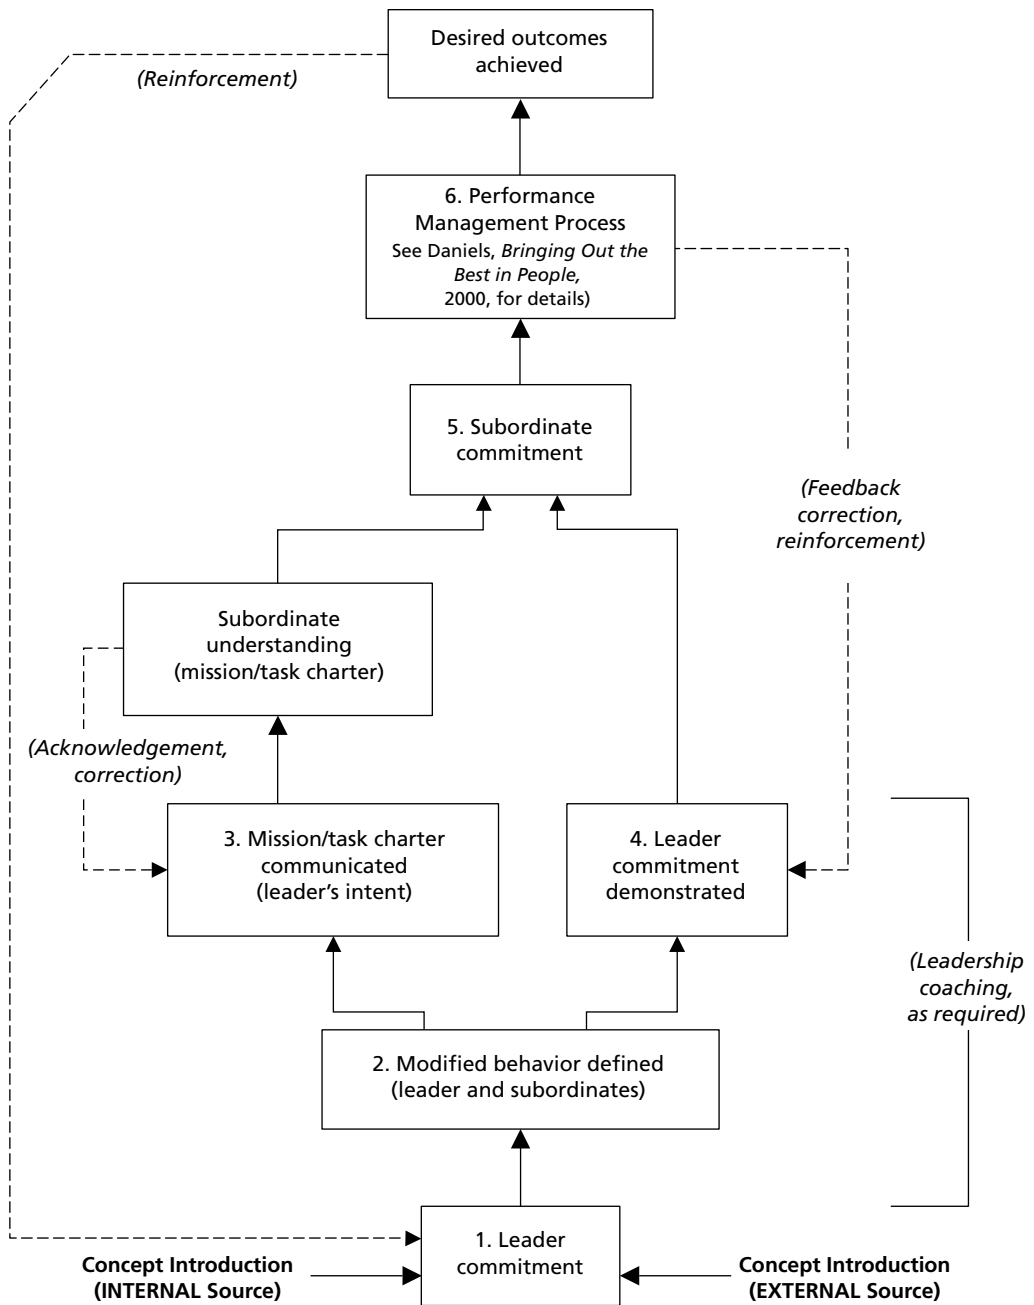 Desired outcomes
achieved
(Reinforcement)
6. Performance
Management Process
See Daniels, Bringing Out the
Best in People,
2000, for details)
5. Subordinate
commitment
(Feedback
correction,
reinforcement)
Subordinate
understanding
(mission/task charter)
(Acknowledgement,
correction)
3. Mission/task charter
communicated
(leader’s intent)
4. Leader
commitment
demonstrated
(Leadership
coaching,
as required)
2. Modified behavior defined
(leader and subordinates)
1. Leader
commitment
Concept Introduction
(INTERNAL Source)
Concept Introduction
(EXTERNAL Source)